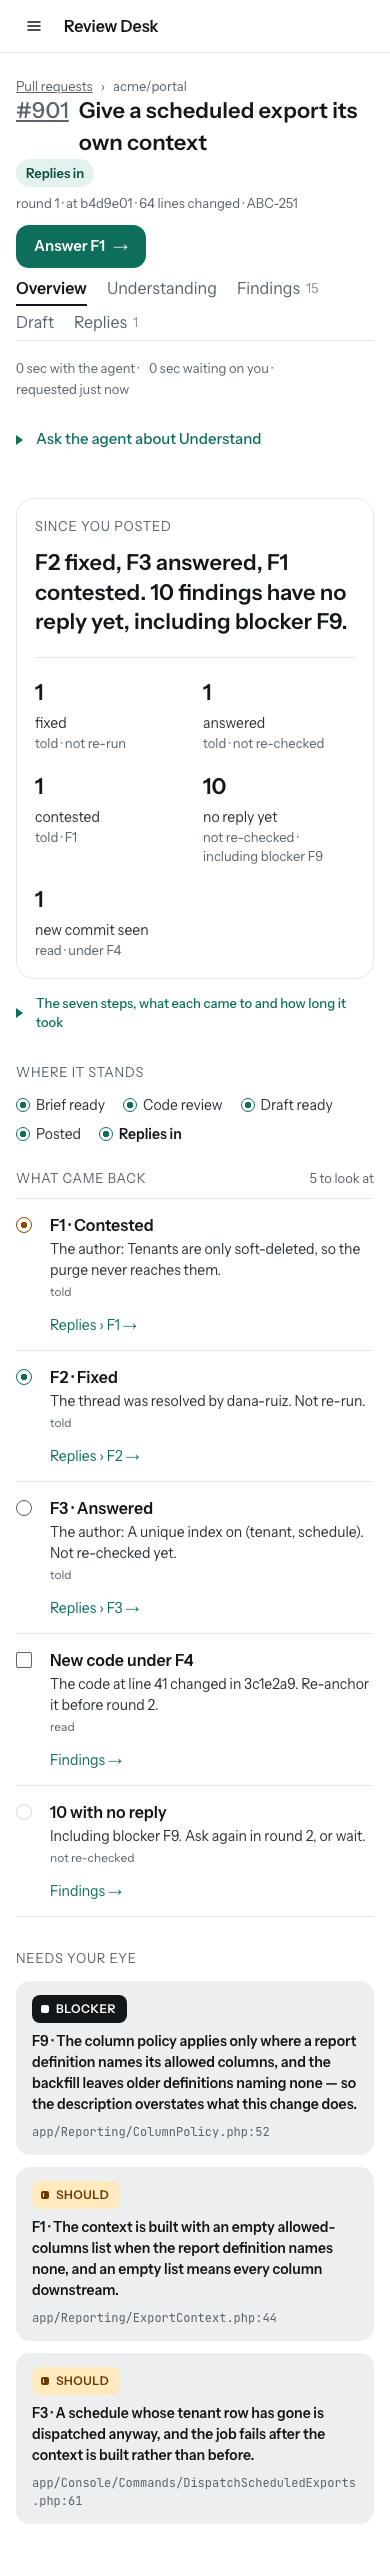 Review Desk
Pull requests › acme/portal
#901 Give a scheduled export its
own context
Replies in
round 1 · at b4d9e01 · 64 lines changed · ABC-251
Answer F1 →
Overview Understanding Findings 15
Draft Replies 1
0 sec with the agent · 0 sec waiting on you ·
requested just now
Ask the agent about Understand
SINCE YOU POSTED
F2 fixed, F3 answered, F1
contested. 10 findings have no
reply yet, including blocker F9.
1
fixed
told · not re-run
1
answered
told · not re-checked
1
contested
told · F1
10
no reply yet
not re-checked ·
including blocker F9
1
new commit seen
read · under F4
The seven steps, what each came to and how long it
took
WHERE IT STANDS
Brief ready Code review Draft ready
Posted Replies in
WHAT CAME BACK 5 to look at
F1 · Contested
The author: Tenants are only soft-deleted, so the
purge never reaches them.
told
Replies › F1 →
F2 · Fixed
The thread was resolved by dana-ruiz. Not re-run.
told
Replies › F2 →
F3 · Answered
The author: A unique index on (tenant, schedule).
Not re-checked yet.
told
Replies › F3 →
New code under F4
The code at line 41 changed in 3c1e2a9. Re-anchor
it before round 2.
read
Findings →
10 with no reply
Including blocker F9. Ask again in round 2, or wait.
not re-checked
Findings →
NEEDS YOUR EYE
BLOCKER
F9 · The column policy applies only where a report
definition names its allowed columns, and the
backfill leaves older definitions naming none — so
the description overstates what this change does.
app/Reporting/ColumnPolicy.php:52
SHOULD
F1 · The context is built with an empty allowed-
columns list when the report definition names
none, and an empty list means every column
downstream.
app/Reporting/ExportContext.php:44
SHOULD
F3 · A schedule whose tenant row has gone is
dispatched anyway, and the job fails after the
context is built rather than before.
app/Console/Commands/DispatchScheduledExports
.php:61